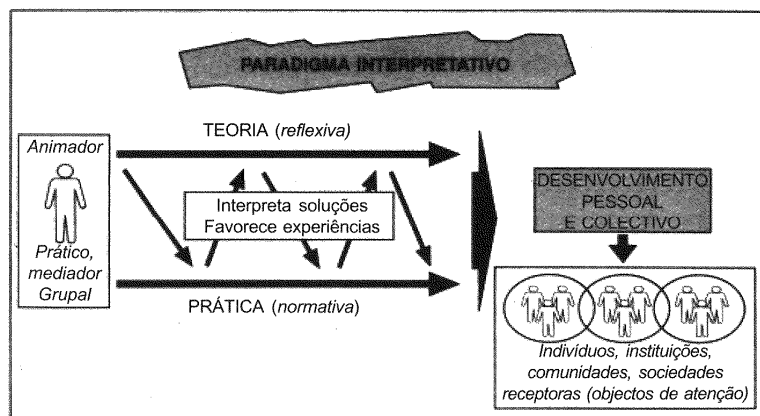 PARADIGMA INTERPRETATIVO
TEORIA (reflexiva)
Animador
Prático,
mediador
Grupal
Interpreta soluções
Favorece experiências
PRÁTICA (normativa)
DESENVOLVIMENTO
PESSOAL
E COLECTIVO
Indivíduos, instituições,
comunidades, sociedades
receptoras (objectos de atenção)